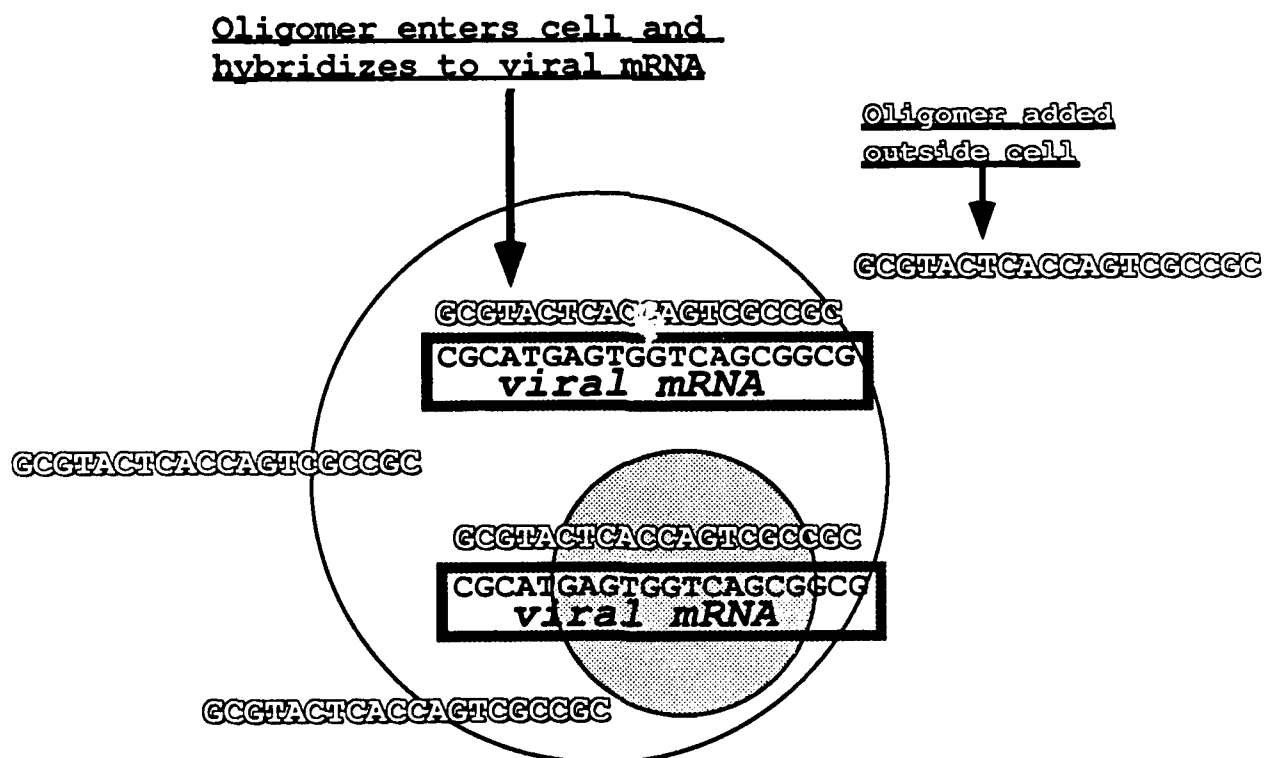 Oligomer enters cell and
hybridizes to viral mRNA
Oligomer added
outside cell
GCGTACTCACCAGTCGCCGC
GCGTACTCACCAGTCGCCGC
CGCATGAGTGGTCAGCGGCG
viral mRNA
GCGTACTCACCAGTCGCCGC
GCGTACTCACCAGTCGCCGC
CGCATGAGTGGTCAGCGGCG
viral mRNA
GCGTACTCACCAGTCGCCGC